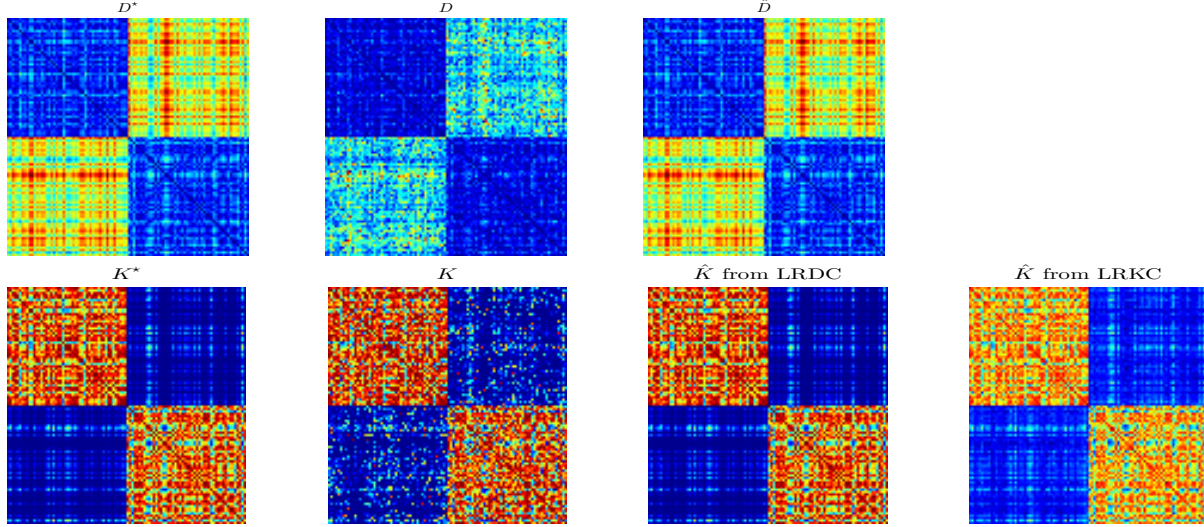 D⋆
D
D̂
K⋆
K
K̂ from LRDC
K̂ from LRKC